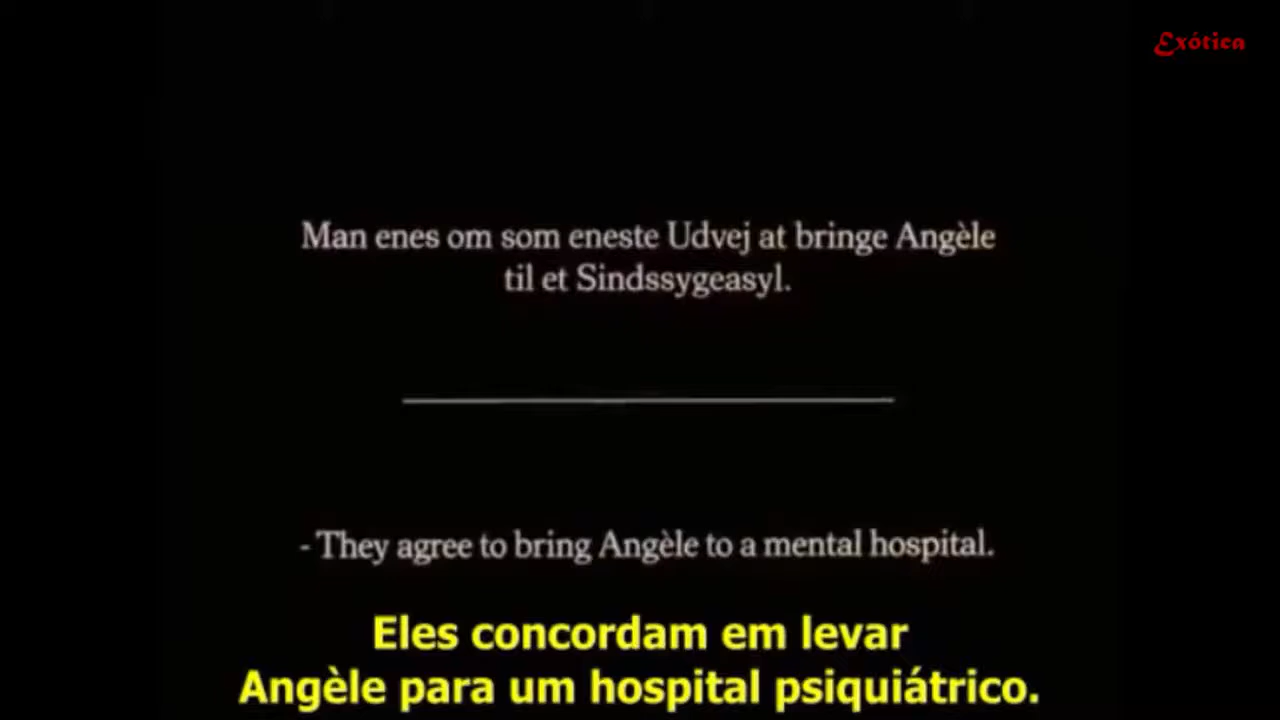 Exótica
Man enes om som eneste Udvej at bringe Angèle
til et Sindssygeasyl.
- They agree to bring Angèle to a mental hospital.
Eles concordam em levar
Angèle para um hospital psiquiátrico.